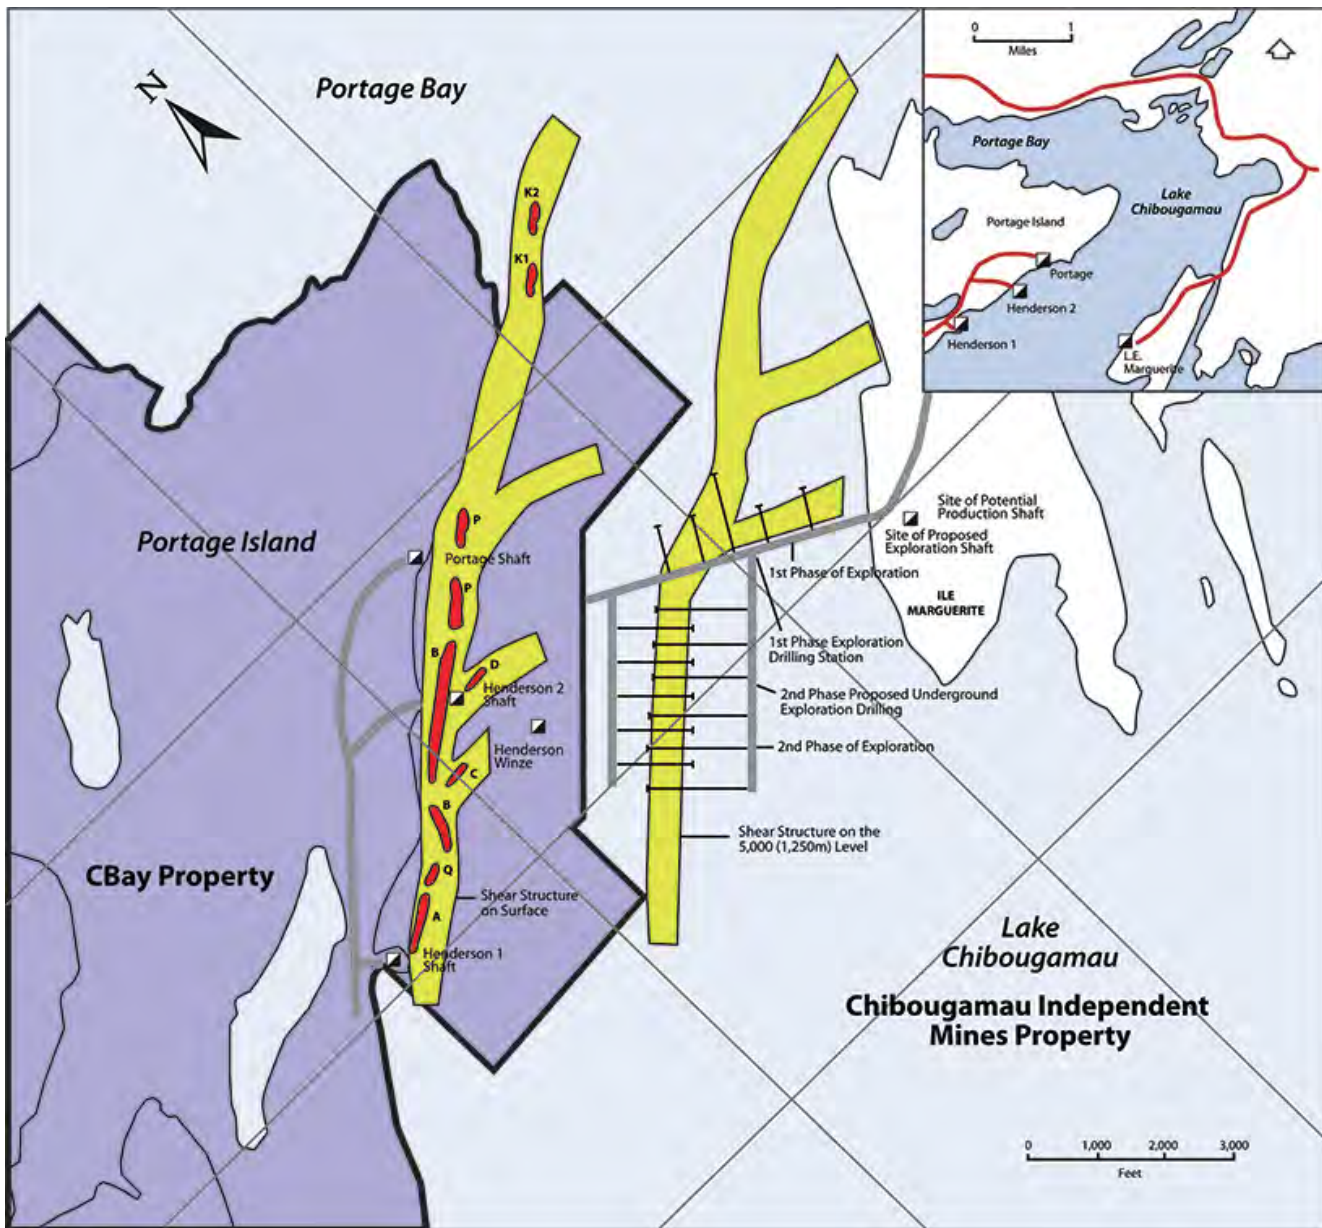 N
Portage Bay
0 1
Miles
Portage Bay
Lake
Chibougamau
Portage Island
Portage
Henderson 2
Henderson 1
L.E.
Marguerite
K2
K1
Portage Island
P
Portage Shaft
P
B
D
Henderson 2
Shaft
Henderson
Winze
C
B
Q
A
CBay Property
Shear Structure
on Surface
Henderson 1
Shaft
Site of Potential
Production Shaft
Site of Proposed
Exploration Shaft
1st Phase of Exploration
ILE
MARGUERITE
1st Phase Exploration
Drilling Station
2nd Phase Proposed Underground
Exploration Drilling
2nd Phase of Exploration
Shear Structure on the
5,000 (1,250m) Level
Lake
Chibougamau
Chibougamau Independent
Mines Property
0 1,000 2,000 3,000
Feet